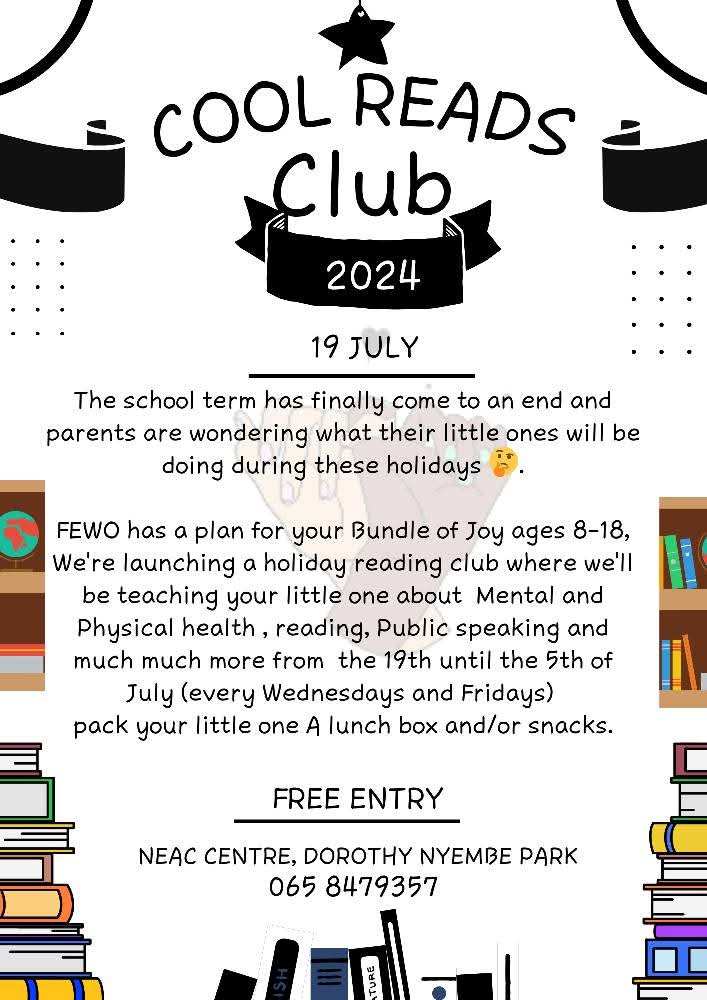 COOL READS
Club
2024
19 JULY
The school term has finally come to an end and
parents are wondering what their little ones will be
doing during these holidays 🤔.
FEWO has a plan for your Bundle of Joy ages 8-18,
We're launching a holiday reading club where we'll
be teaching your little one about Mental and
Physical health , reading, Public speaking and
much much more from the 19th until the 5th of
July (every Wednesdays and Fridays)
pack your little one A lunch box and/or snacks.
FREE ENTRY
NEAC CENTRE, DOROTHY NYEMBE PARK
065 8479357